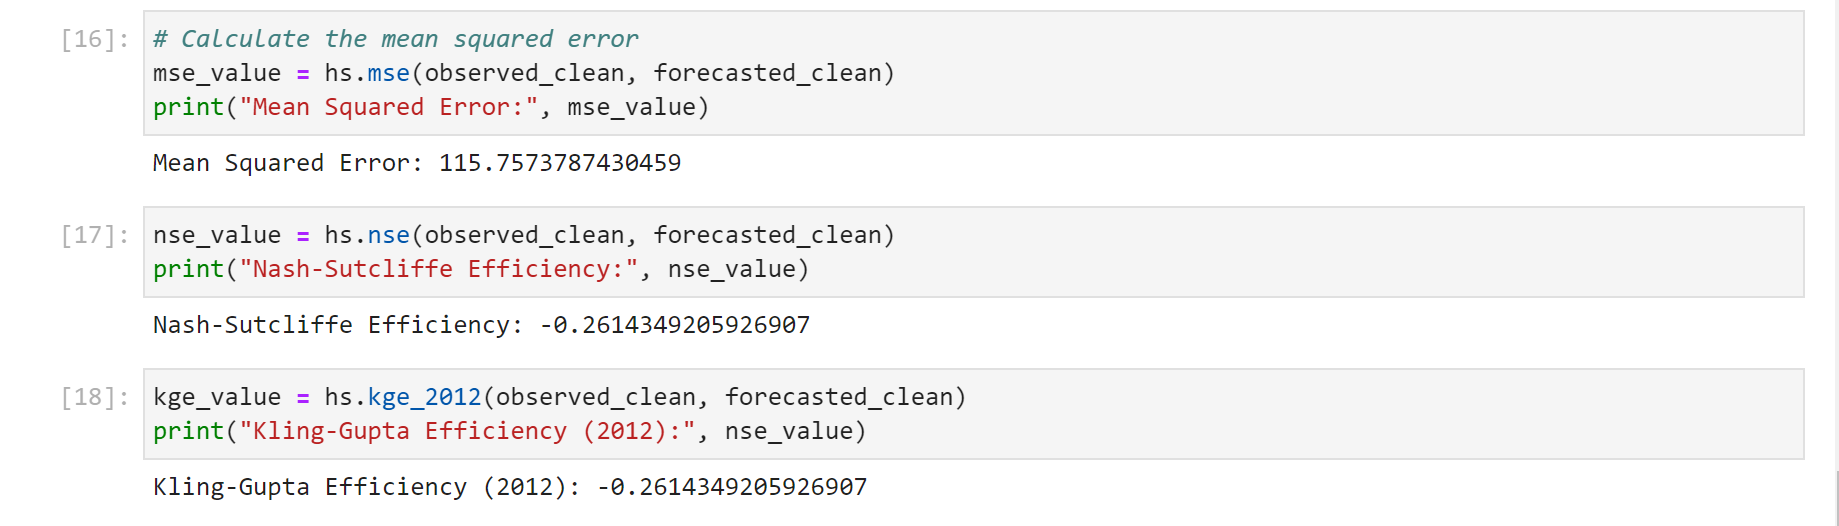 [16]: # Calculate the mean squared error
mse_value = hs.mse(observed_clean, forecasted_clean)
print("Mean Squared Error:", mse_value)
Mean Squared Error: 115.7573787430459
[17]: nse_value = hs.nse(observed_clean, forecasted_clean)
print("Nash-Sutcliffe Efficiency:", nse_value)
Nash-Sutcliffe Efficiency: -0.2614349205926907
[18]: kge_value = hs.kge_2012(observed_clean, forecasted_clean)
print("Kling-Gupta Efficiency (2012):", nse_value)
Kling-Gupta Efficiency (2012): -0.2614349205926907